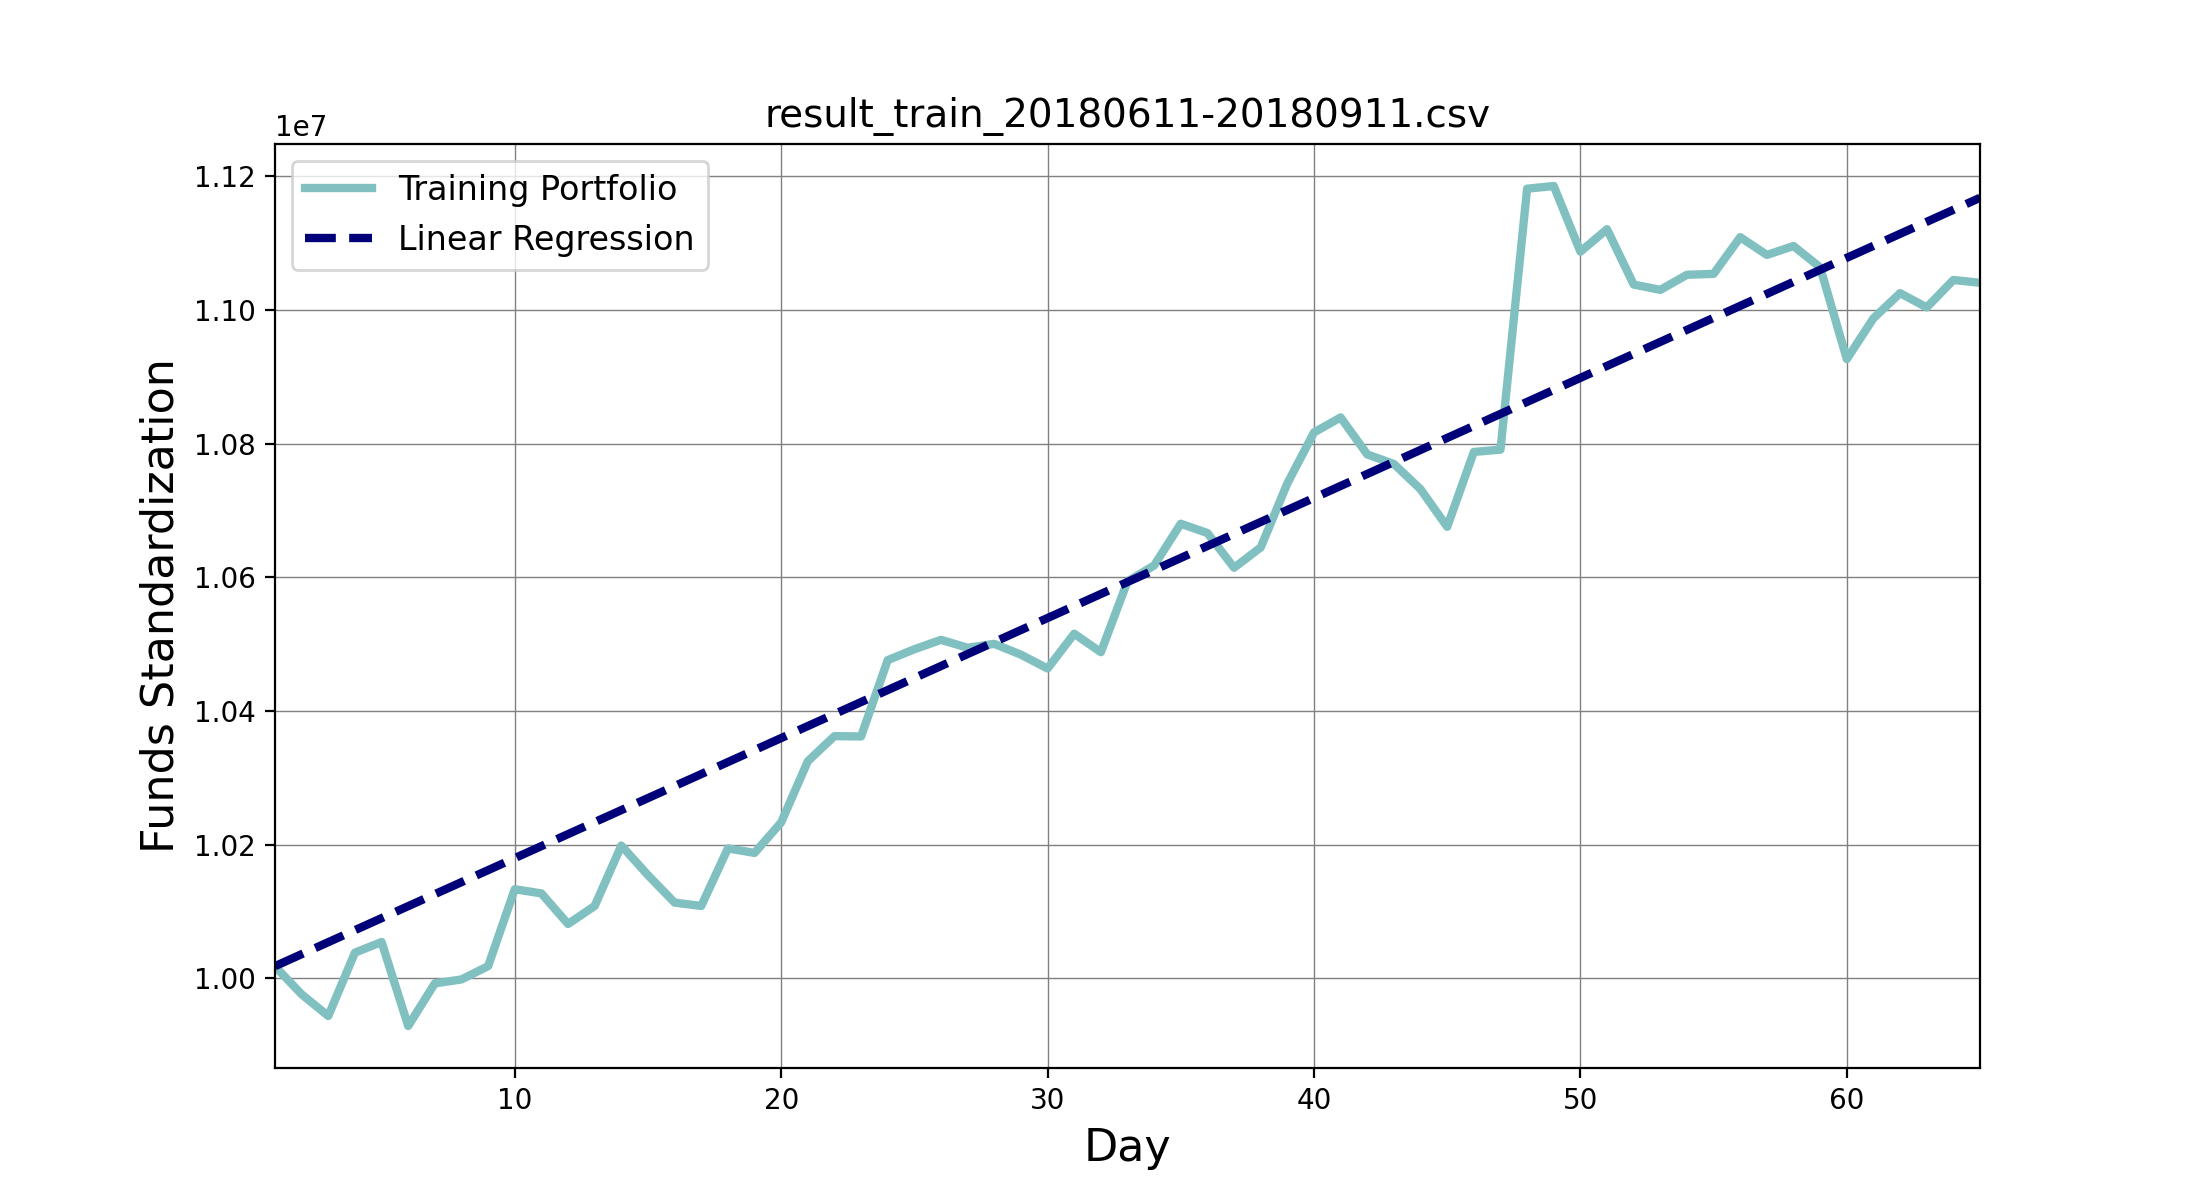 result_train_20180611-20180911.csv
1e7
Training Portfolio
Linear Regression
1.12
1.10
1.08
1.06
1.04
1.02
1.00
Funds Standardization
10 20 30 40 50 60
Day